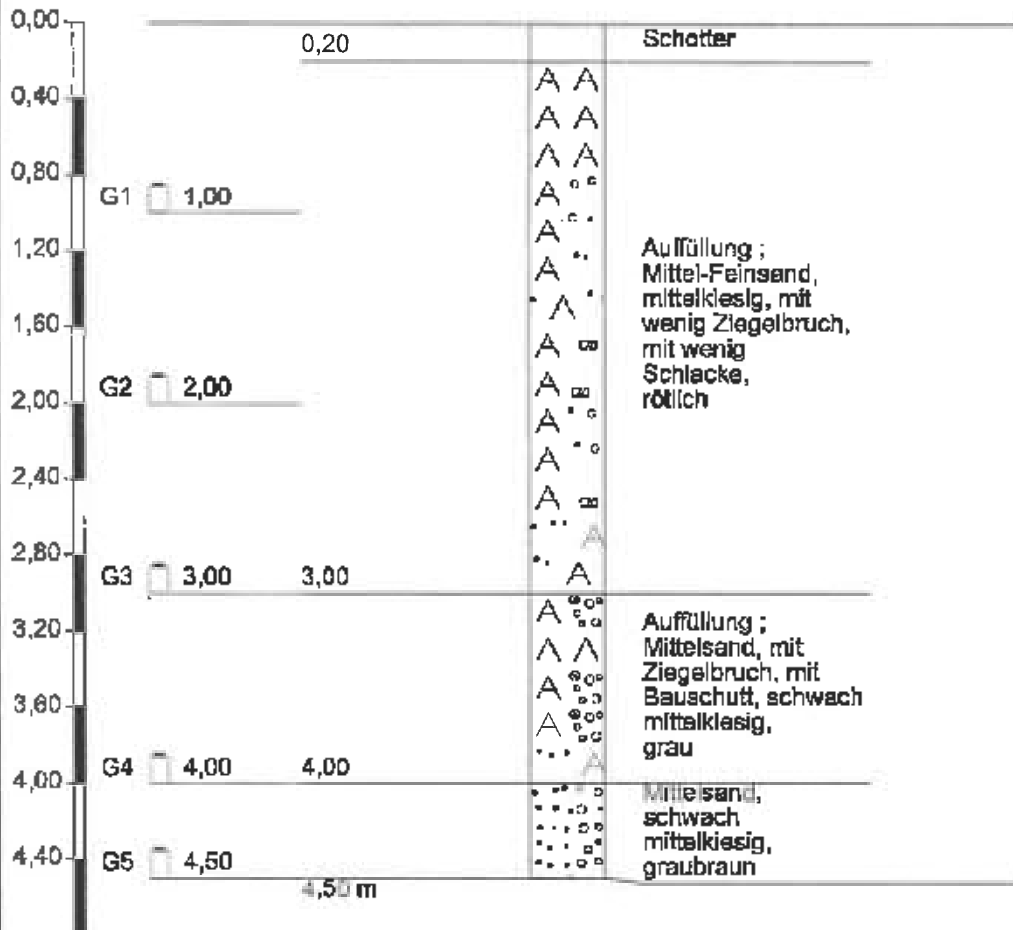 0,00
0,20
Schotter
0,40
0,80
G1 1,00
1,20
Auffüllung ;
Mittel-Feinsand,
mittelkiesig, mit
wenig Ziegelbruch,
mit wenig
Schlacke,
rötlich
1,60
G2 2,00
2,00
2,40
2,80
G3 3,00 3,00
3,20
Auffüllung ;
Mittelsand, mit
Ziegelbruch, mit
Bauschutt, schwach
mittelkiesig,
grau
3,60
G4 4,00 4,00
4,00
Mittelsand,
schwach
mittelkiesig,
graubraun
4,40
G5 4,50
4,50 m